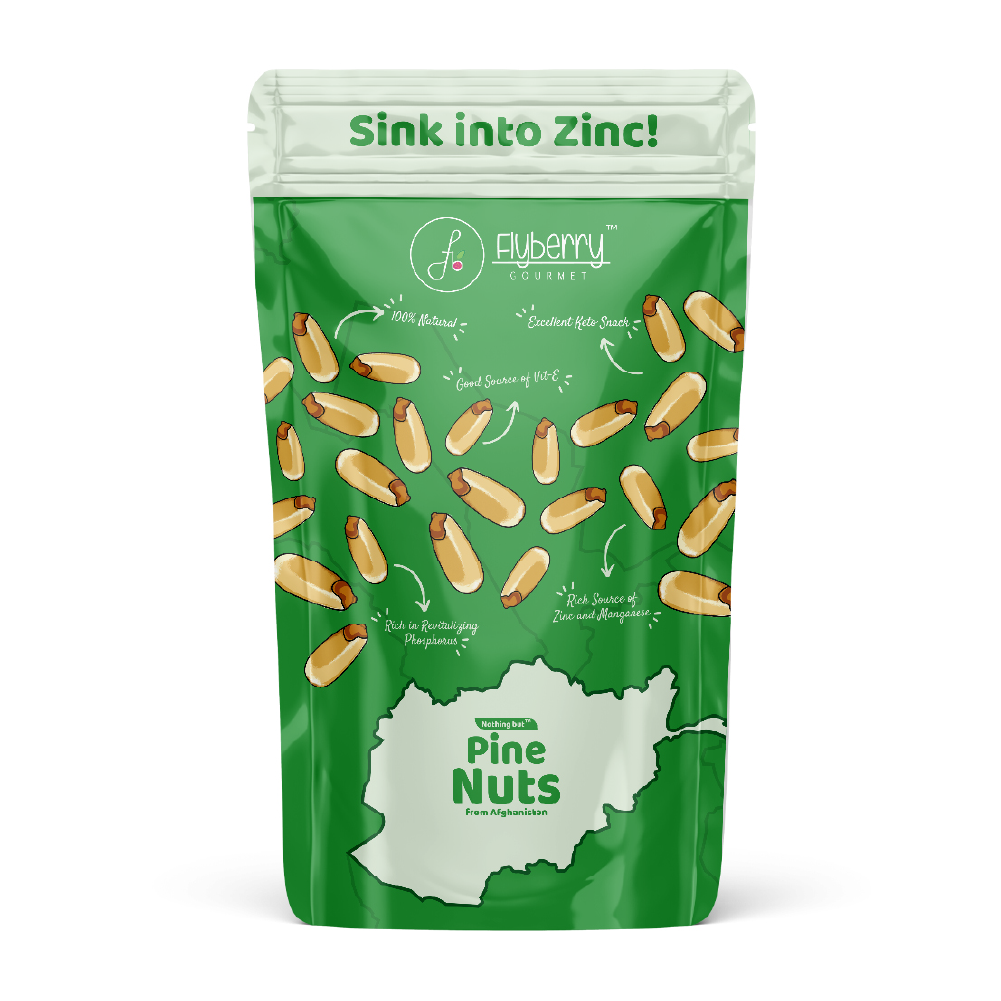 Sink into Zinc!
Flyberry™
GOURMET
100% Natural
Excellent Keto Snack
Good Source of Vit-E
Rich in Revitalizing
Phosphorus
Rich Source of
Zinc and Manganese
Nothing but™
Pine
Nuts
From Afghanistan